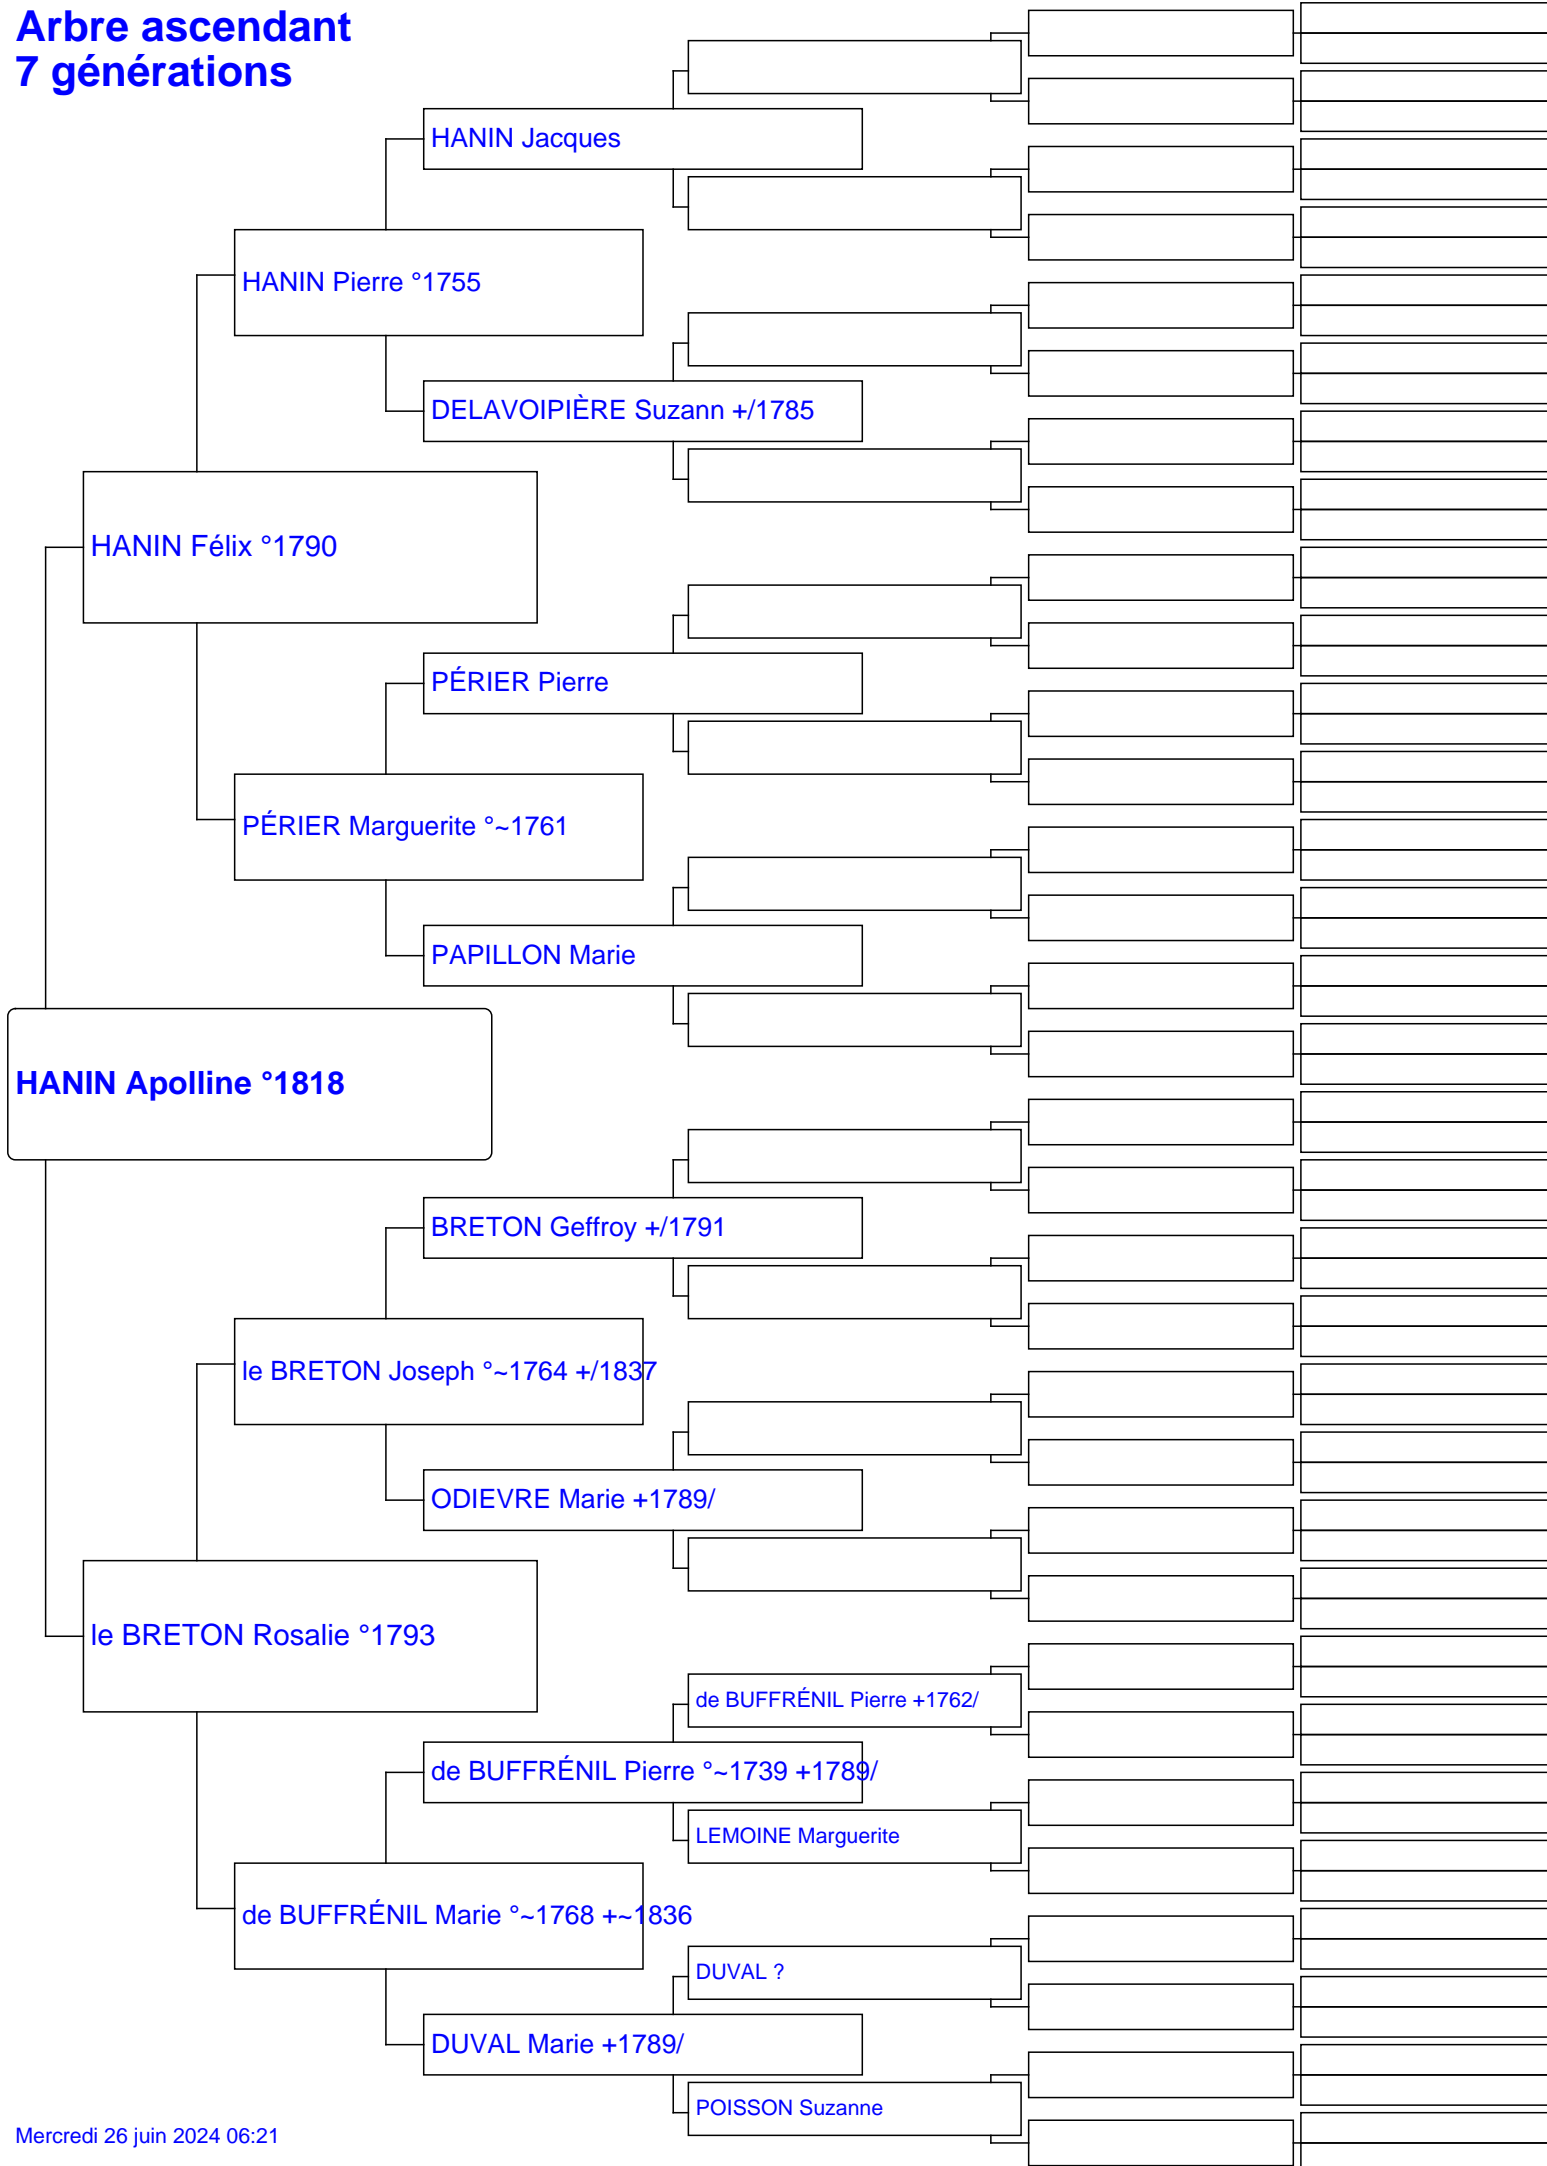 Arbre ascendant
7 générations
HANIN Jacques
HANIN Pierre °1755
DELAVOIPIÈRE Suzann +/1785
HANIN Félix °1790
PÉRIER Pierre
PÉRIER Marguerite °~1761
PAPILLON Marie
HANIN Apolline °1818
BRETON Geffroy +/1791
le BRETON Joseph °~1764 +/1837
ODIEVRE Marie +1789/
le BRETON Rosalie °1793
de BUFFRÉNIL Pierre +1762/
de BUFFRÉNIL Pierre °~1739 +1789/
LEMOINE Marguerite
de BUFFRÉNIL Marie °~1768 +~1836
DUVAL ?
DUVAL Marie +1789/
POISSON Suzanne
Mercredi 26 juin 2024 06:21